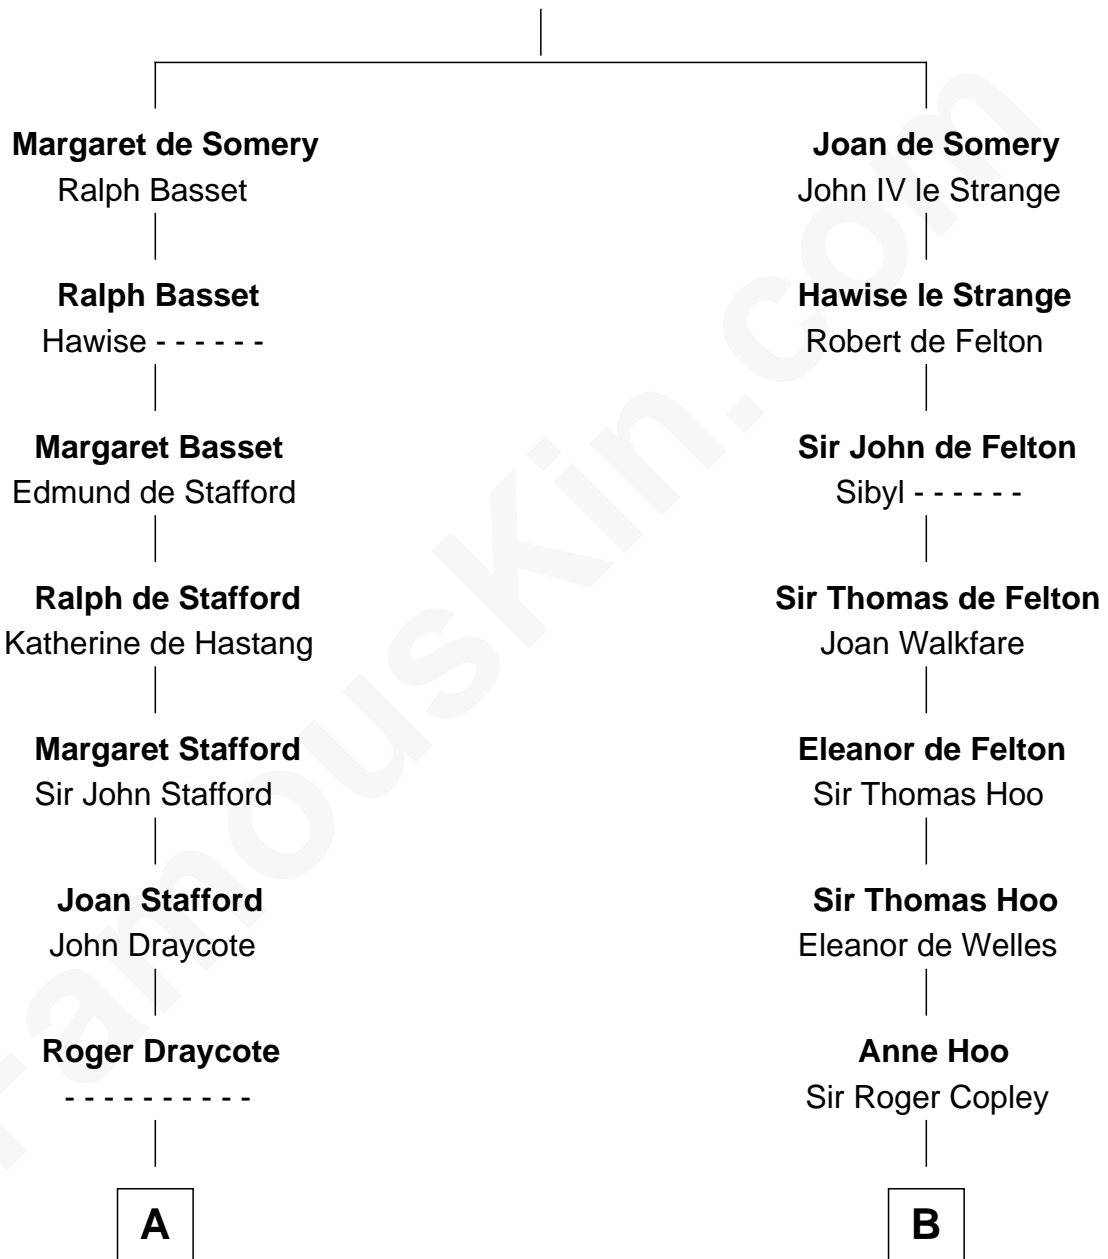 Margaret de Somery
Ralph Basset
Ralph Basset
Hawise - - - - - -
Margaret Basset
Edmund de Stafford
Ralph de Stafford
Katherine de Hastang
Margaret Stafford
Sir John Stafford
Joan Stafford
John Draycote
Roger Draycote
- - - - - - - - - -
A
Joan de Somery
John IV le Strange
Hawise le Strange
Robert de Felton
Sir John de Felton
Sibyl - - - - - -
Sir Thomas de Felton
Joan Walkfare
Eleanor de Felton
Sir Thomas Hoo
Sir Thomas Hoo
Eleanor de Welles
Anne Hoo
Sir Roger Copley
B
FamousKin.com